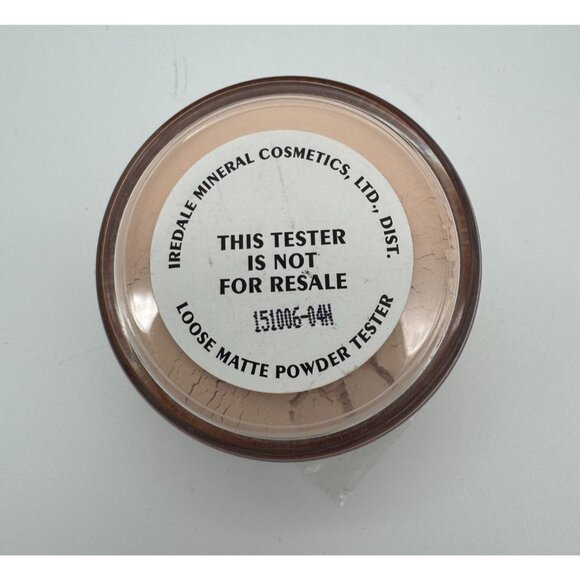 IREDALE MINERAL COSMETICS, LTD., DIST.
THIS TESTER
IS NOT
FOR RESALE
151006-04N
LOOSE MATTE POWDER TESTER